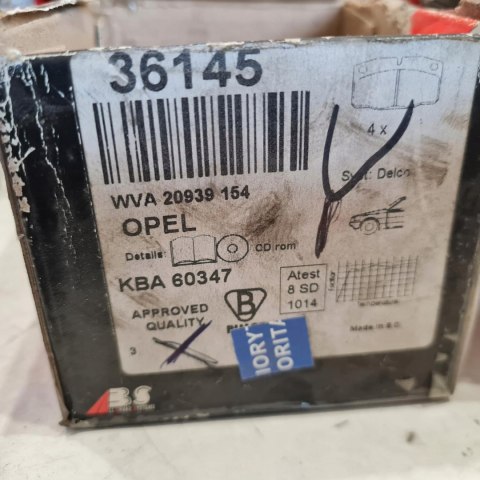 36145
4 x
WVA 20939 154
Syst: Delco
OPEL
Details: CD rom
KBA 60347
Atest
8 SD
1014
APPROVED
QUALITY
B
Made in E.C.
3
ABS